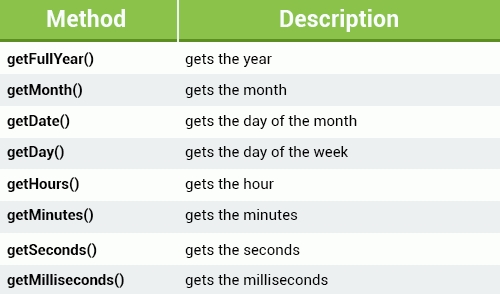 Method Description
getFullYear() gets the year
getMonth() gets the month
getDate() gets the day of the month
getDay() gets the day of the week
getHours() gets the hour
getMinutes() gets the minutes
getSeconds() gets the seconds
getMilliseconds() gets the milliseconds